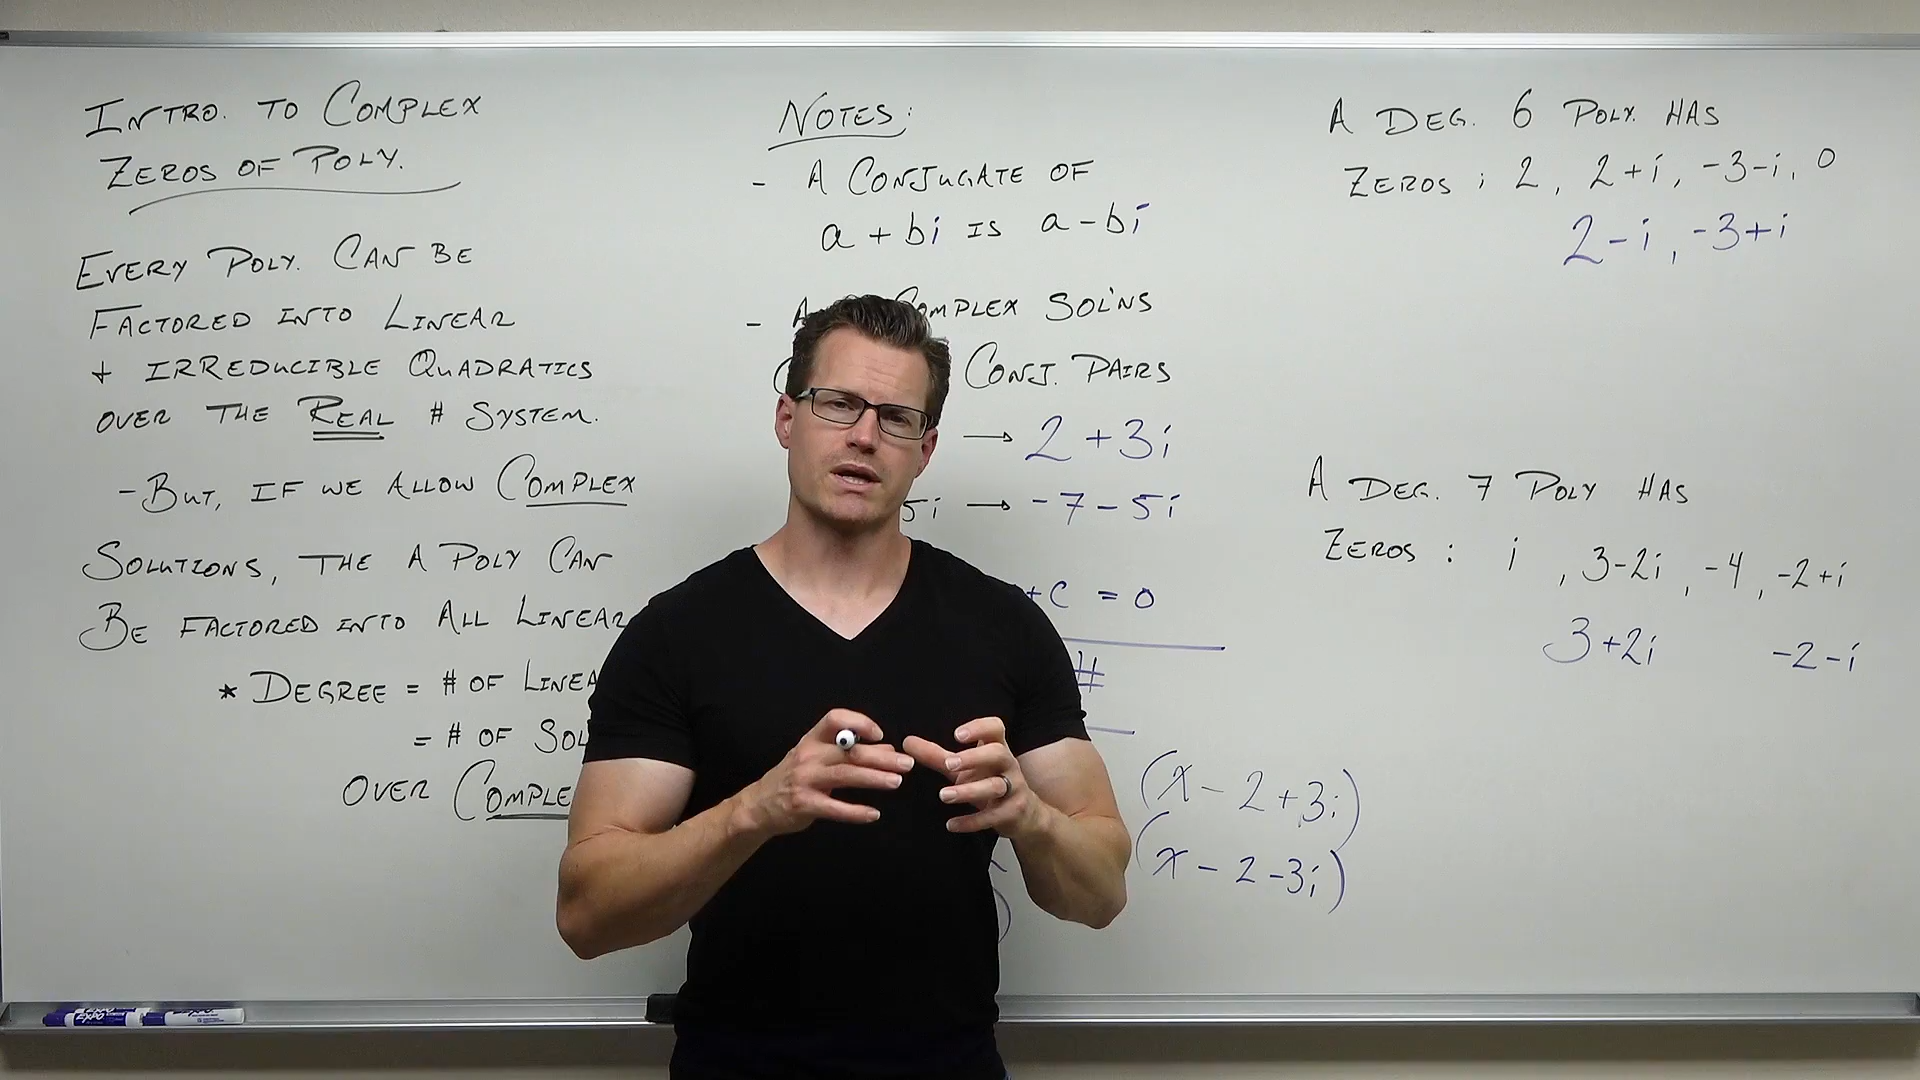 INTRO. TO COMPLEX
ZEROS OF POLY.
EVERY POLY. CAN BE
FACTORED INTO LINEAR
+ IRREDUCIBLE QUADRATICS
OVER THE REAL # SYSTEM.
- BUT, IF WE ALLOW COMPLEX
SOLUTIONS, THE A POLY CAN
BE FACTORED INTO ALL LINEAR
* DEGREE = # OF LINEA
= # OF SOL
OVER COMPLE
NOTES:
- A CONJUGATE OF
a + bi IS a - bi
- A OMPLEX SOL'NS
CONJ. PAIRS
→ 2 + 3i
5i → -7 - 5i
+C = 0
#
(x - 2 + 3i)
(x - 2 - 3i)
A DEG. 6 POLY. HAS
ZEROS: 2, 2+i, -3-i, 0
2-i, -3+i
A DEG. 7 POLY HAS
ZEROS: i, 3-2i, -4, -2+i
3+2i -2-i
EXPO